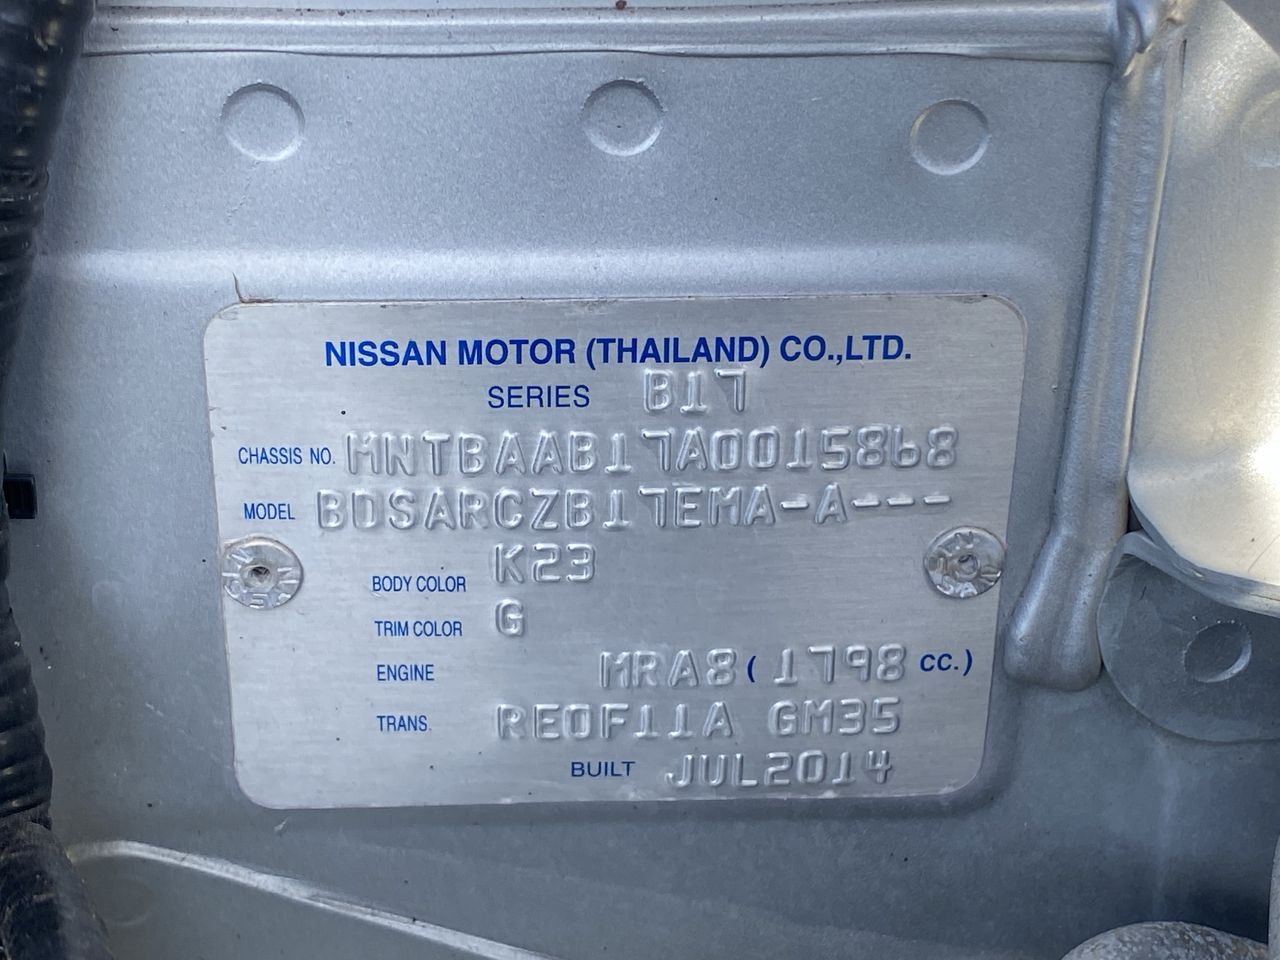 NISSAN MOTOR (THAILAND) CO.,LTD.
SERIES B17
CHASSIS NO. MNTBAAB17A0015868
MODEL BDSARCZB17EMA-A---
BODY COLOR K23
TRIM COLOR G
ENGINE MRA8 ( 1798 CC.)
TRANS. RE0F11A GM35
BUILT JUL2014